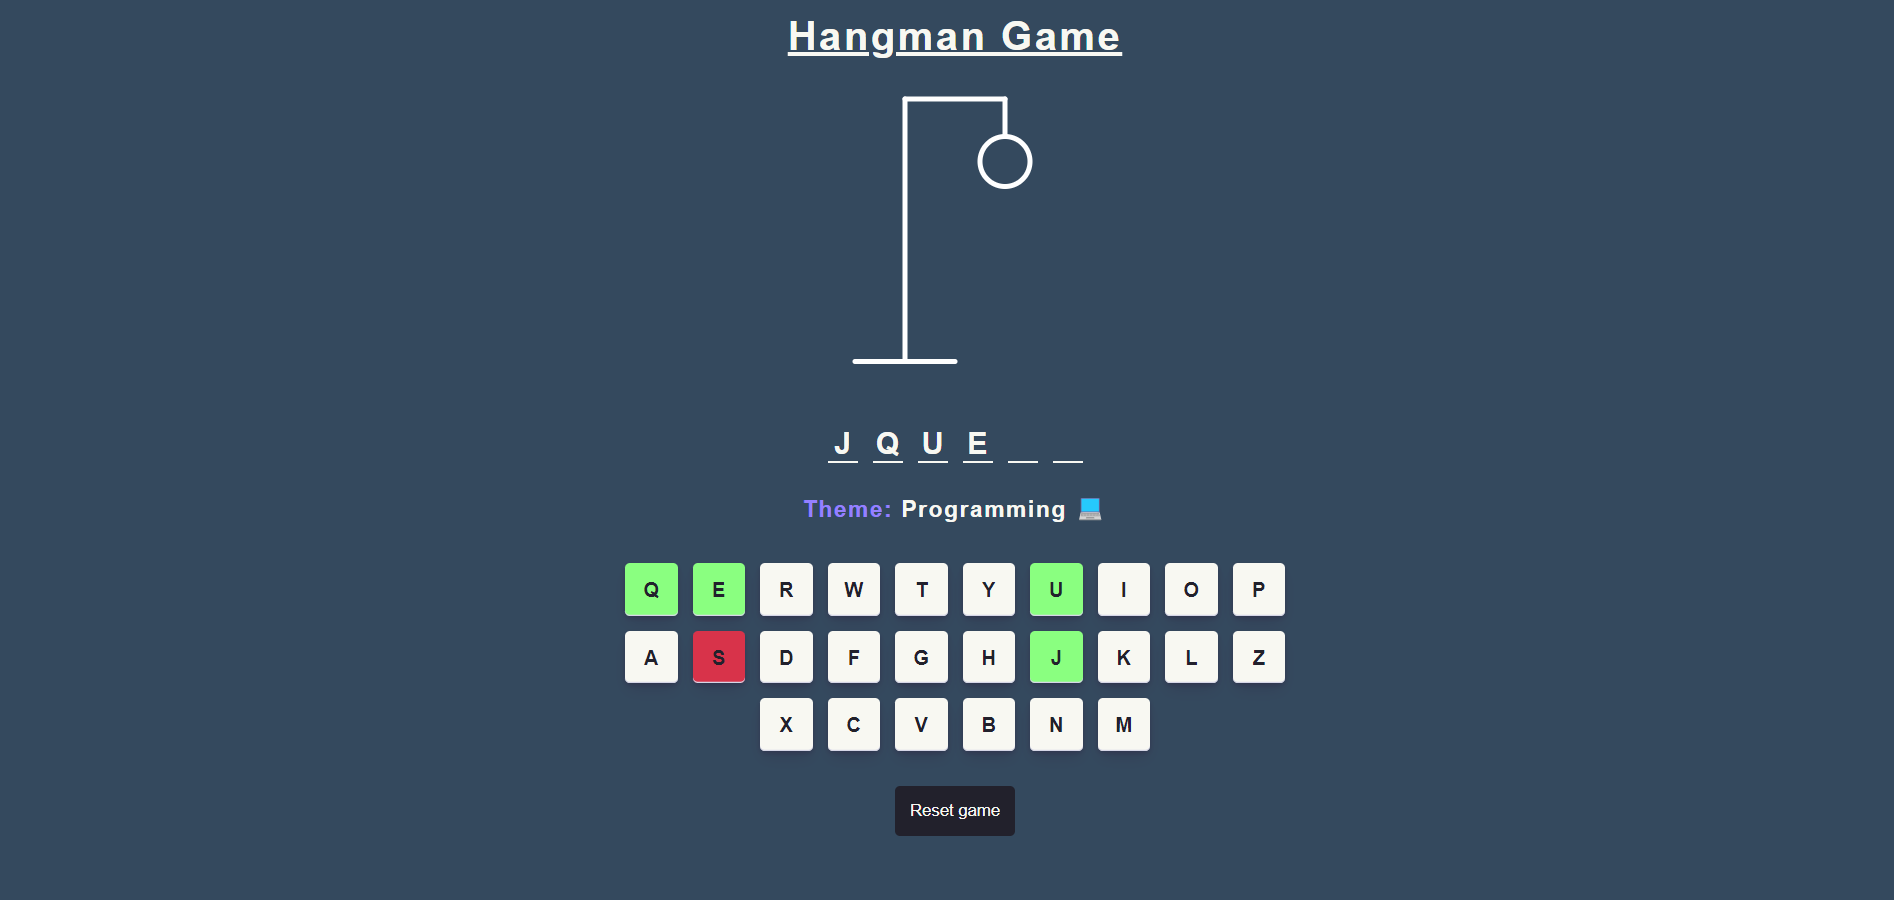 Hangman Game
J Q U E _ _
Theme: Programming
Q E R W T Y U I O P
A S D F G H J K L Z
X C V B N M
Reset game